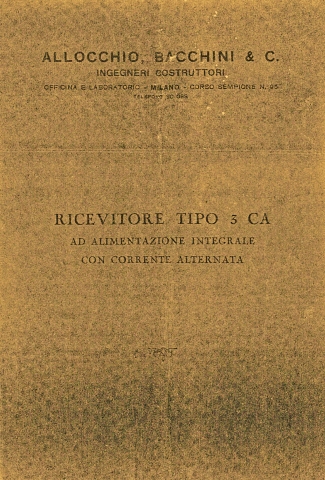 ALLOCCHIO, BACCHINI & C.
INGEGNERI COSTRUTTORI
OFFICINA E LABORATORIO - MILANO - CORSO SEMPIONE N. 95
TELEFONO
RICEVITORE TIPO 3 CA
AD ALIMENTAZIONE INTEGRALE
CON CORRENTE ALTERNATA